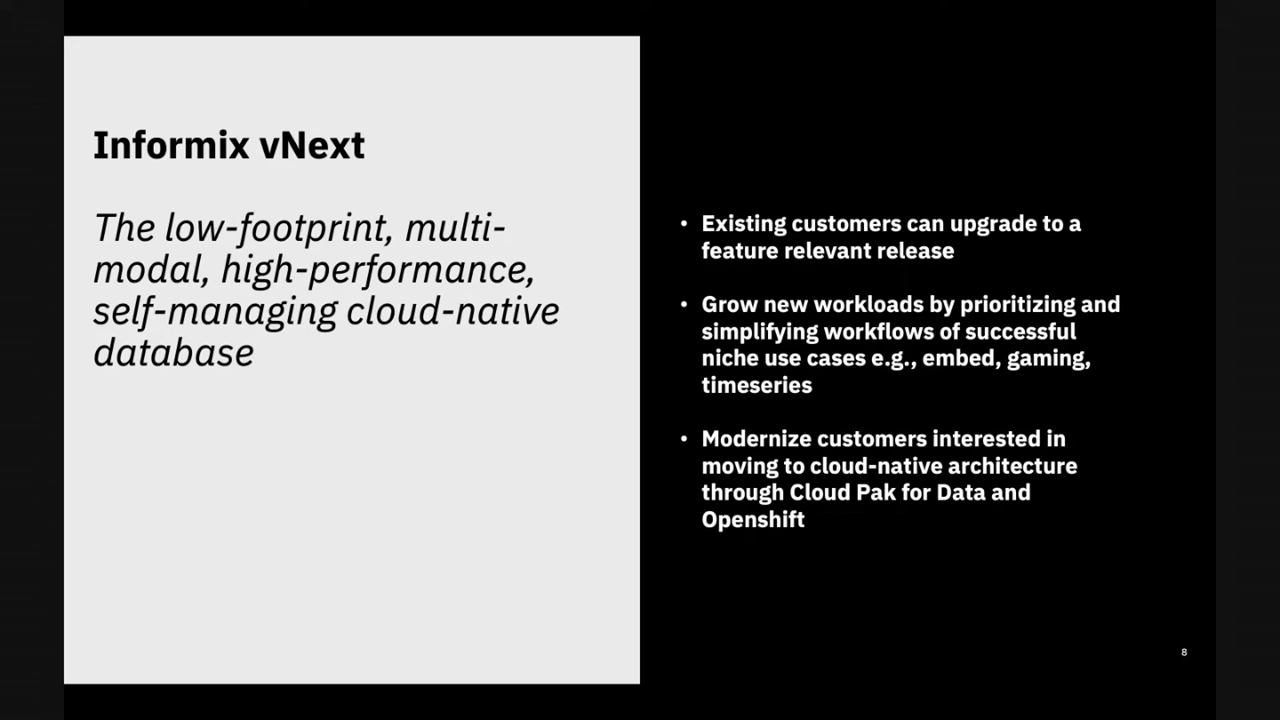 Informix vNext
The low-footprint, multi-
modal, high-performance,
self-managing cloud-native
database
• Existing customers can upgrade to a
feature relevant release
• Grow new workloads by prioritizing and
simplifying workflows of successful
niche use cases e.g., embed, gaming,
timeseries
• Modernize customers interested in
moving to cloud-native architecture
through Cloud Pak for Data and
Openshift
8